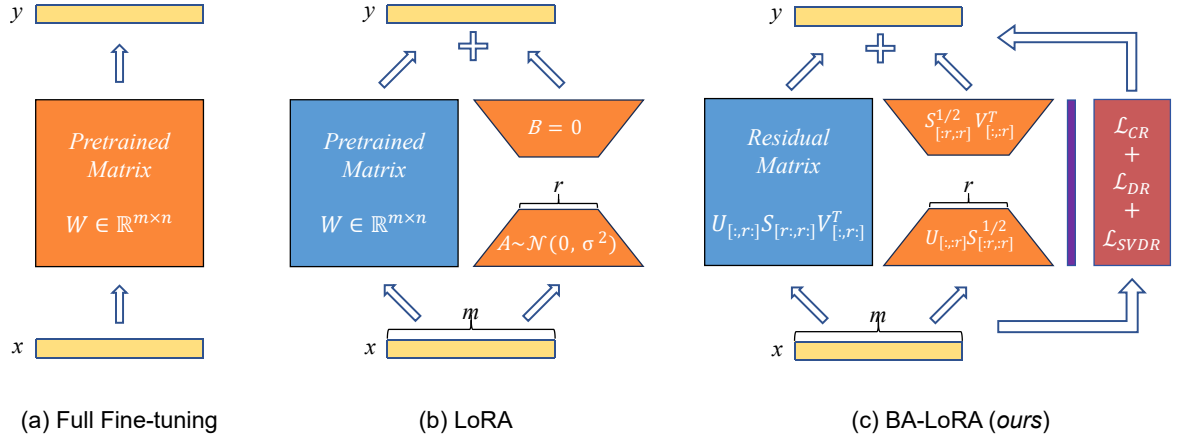 y
Pretrained
Matrix
W ∈ ℝ^{m×n}
x
(a) Full Fine-tuning
y
Pretrained
Matrix
W ∈ ℝ^{m×n}
B = 0
r
A~𝒩(0, σ^2)
m
x
(b) LoRA
y
Residual
Matrix
U_{[:,r:]}S_{[r:,r:]}V^T_{[:,r:]}
S^{1/2}_{[:r,:r]}V^T_{[:,:r]}
r
U_{[:,:r]}S^{1/2}_{[:r,:r]}
ℒ_{CR}
+
ℒ_{DR}
+
ℒ_{SVDR}
m
x
(c) BA-LoRA (ours)